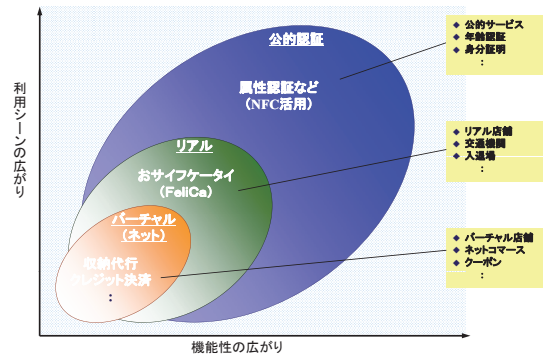 利用シーンの広がり
公的認証
属性認証など
（NFC活用）
リアル
おサイフケータイ
（FeliCa）
バーチャル
（ネット）
収納代行
クレジット決済
：
◆ 公的サービス
◆ 年齢認証
◆ 身分証明
：
◆ リアル店舗
◆ 交通機関
◆ 入退場
：
◆ バーチャル店舗
◆ ネットコマース
◆ クーポン
：
機能性の広がり